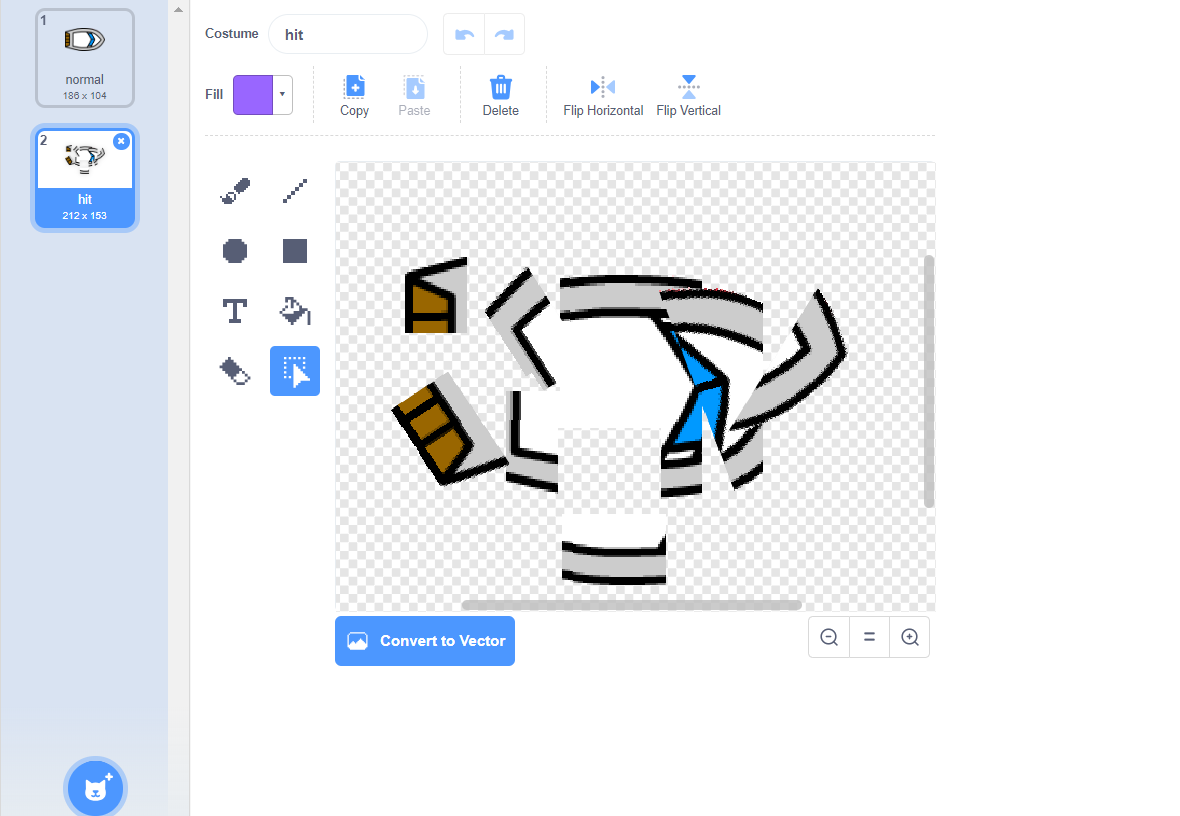 1
normal
186 x 104
2
hit
212 x 153
Costume
hit
Fill
Copy
Paste
Delete
Flip Horizontal
Flip Vertical
T
Convert to Vector